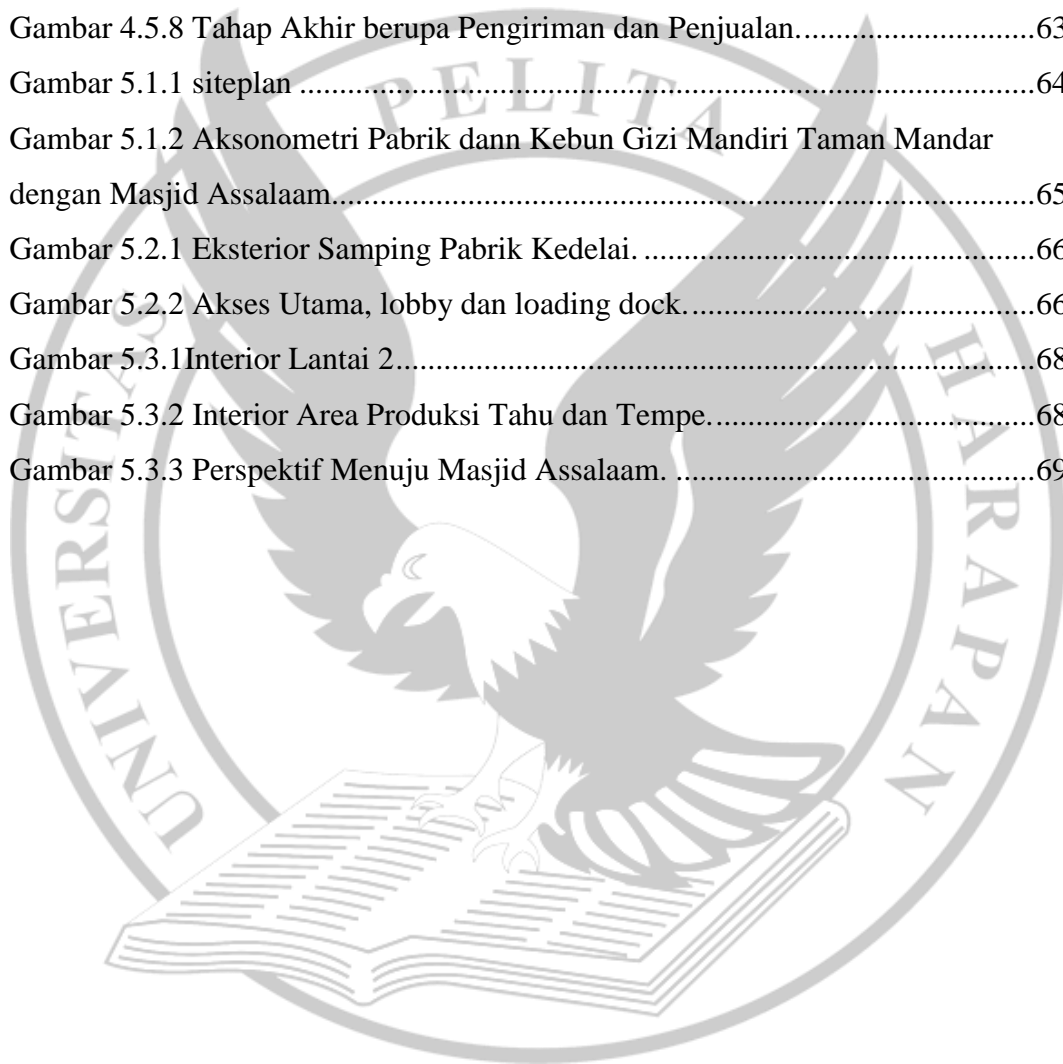 Gambar 4.5.8 Tahap Akhir berupa Pengiriman dan Penjualan..............................63
Gambar 5.1.1 siteplan ...............................................................................................64
Gambar 5.1.2 Aksonometri Pabrik dann Kebun Gizi Mandiri Taman Mandar
dengan Masjid Assalaam...........................................................................................65
Gambar 5.2.1 Eksterior Samping Pabrik Kedelai. ..................................................66
Gambar 5.2.2 Akses Utama, lobby dan loading dock.............................................66
Gambar 5.3.1Interior Lantai 2..................................................................................68
Gambar 5.3.2 Interior Area Produksi Tahu dan Tempe..........................................68
Gambar 5.3.3 Perspektif Menuju Masjid Assalaam. ..............................................69
UNIVERSITAS PELITA HARAPAN